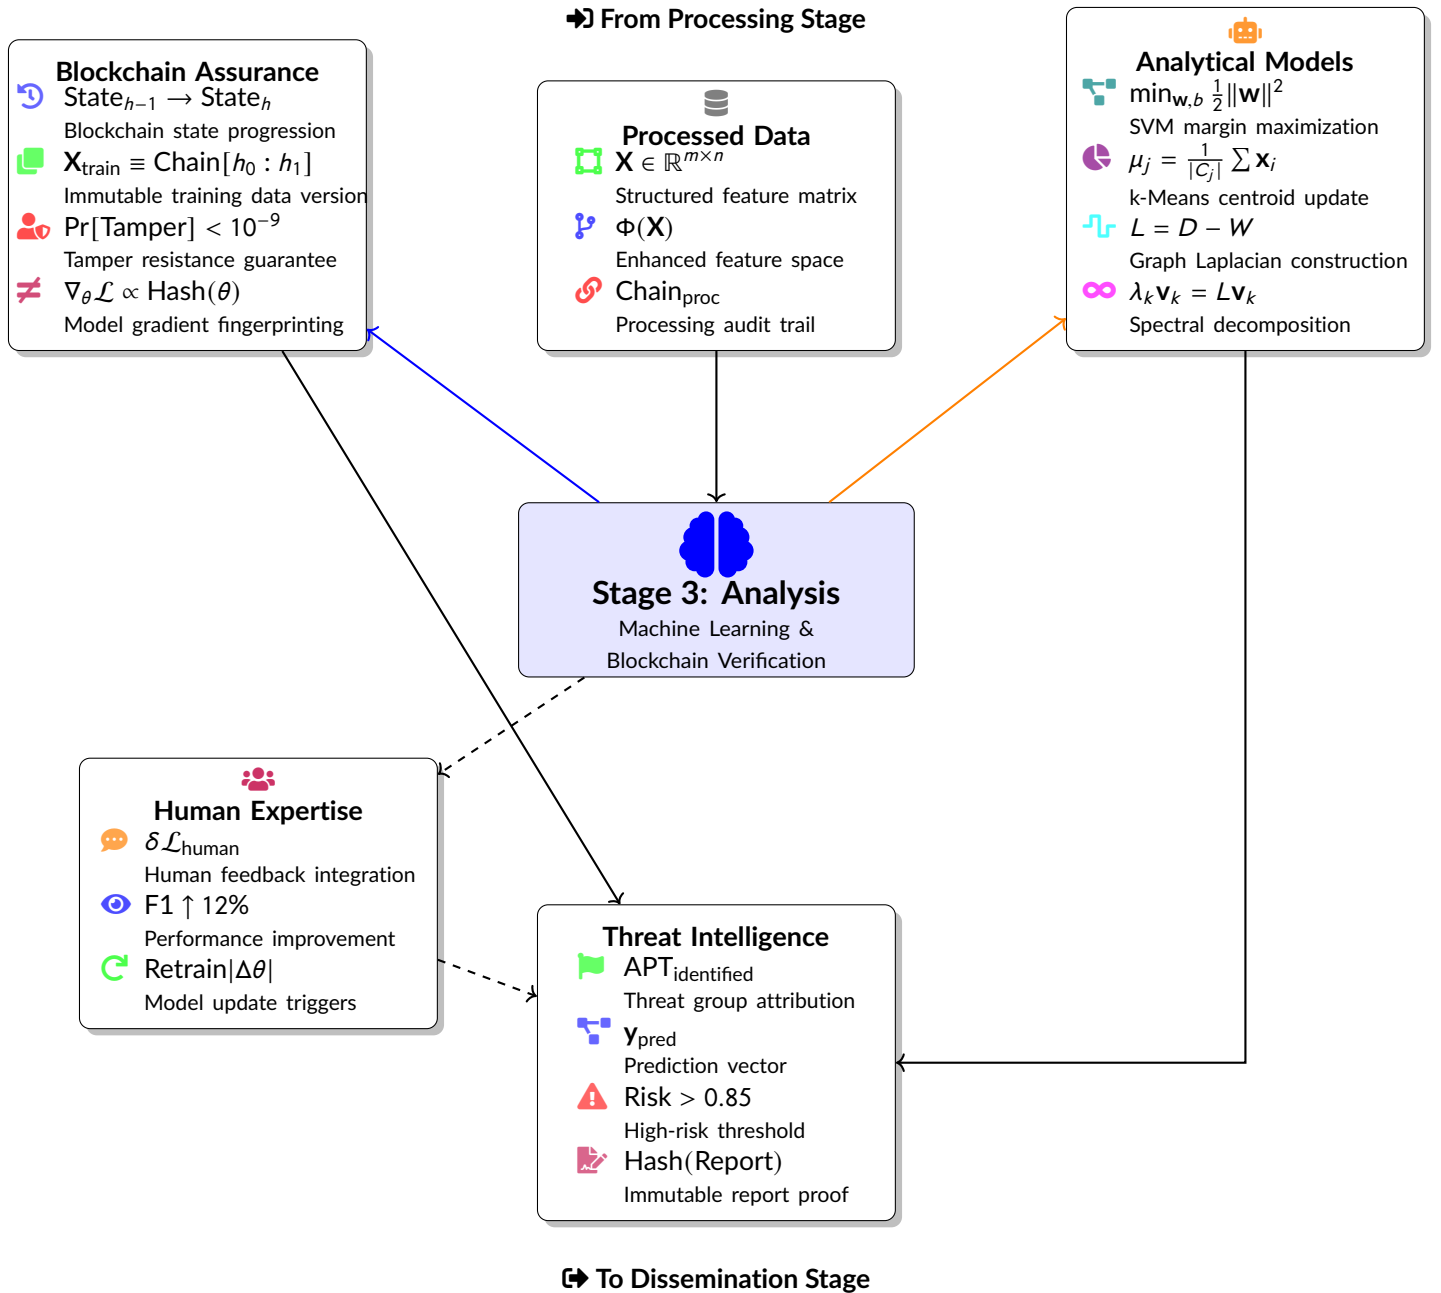 From Processing Stage
Blockchain Assurance
State_{h−1} → State_h
Blockchain state progression
X_train ≡ Chain[h_0 : h_1]
Immutable training data version
Pr[Tamper] < 10^{−9}
Tamper resistance guarantee
∇_θ ℒ ∝ Hash(θ)
Model gradient fingerprinting
Processed Data
X ∈ ℝ^{m×n}
Structured feature matrix
Φ(X)
Enhanced feature space
Chain_proc
Processing audit trail
Analytical Models
min_{w,b} ½‖w‖²
SVM margin maximization
μ_j = 1/|C_j| ∑ x_i
k-Means centroid update
L = D − W
Graph Laplacian construction
λ_k v_k = L v_k
Spectral decomposition
Stage 3: Analysis
Machine Learning &
Blockchain Verification
Human Expertise
δℒ_human
Human feedback integration
F1 ↑ 12%
Performance improvement
Retrain|Δθ|
Model update triggers
Threat Intelligence
APT_identified
Threat group attribution
y_pred
Prediction vector
Risk > 0.85
High-risk threshold
Hash(Report)
Immutable report proof
To Dissemination Stage